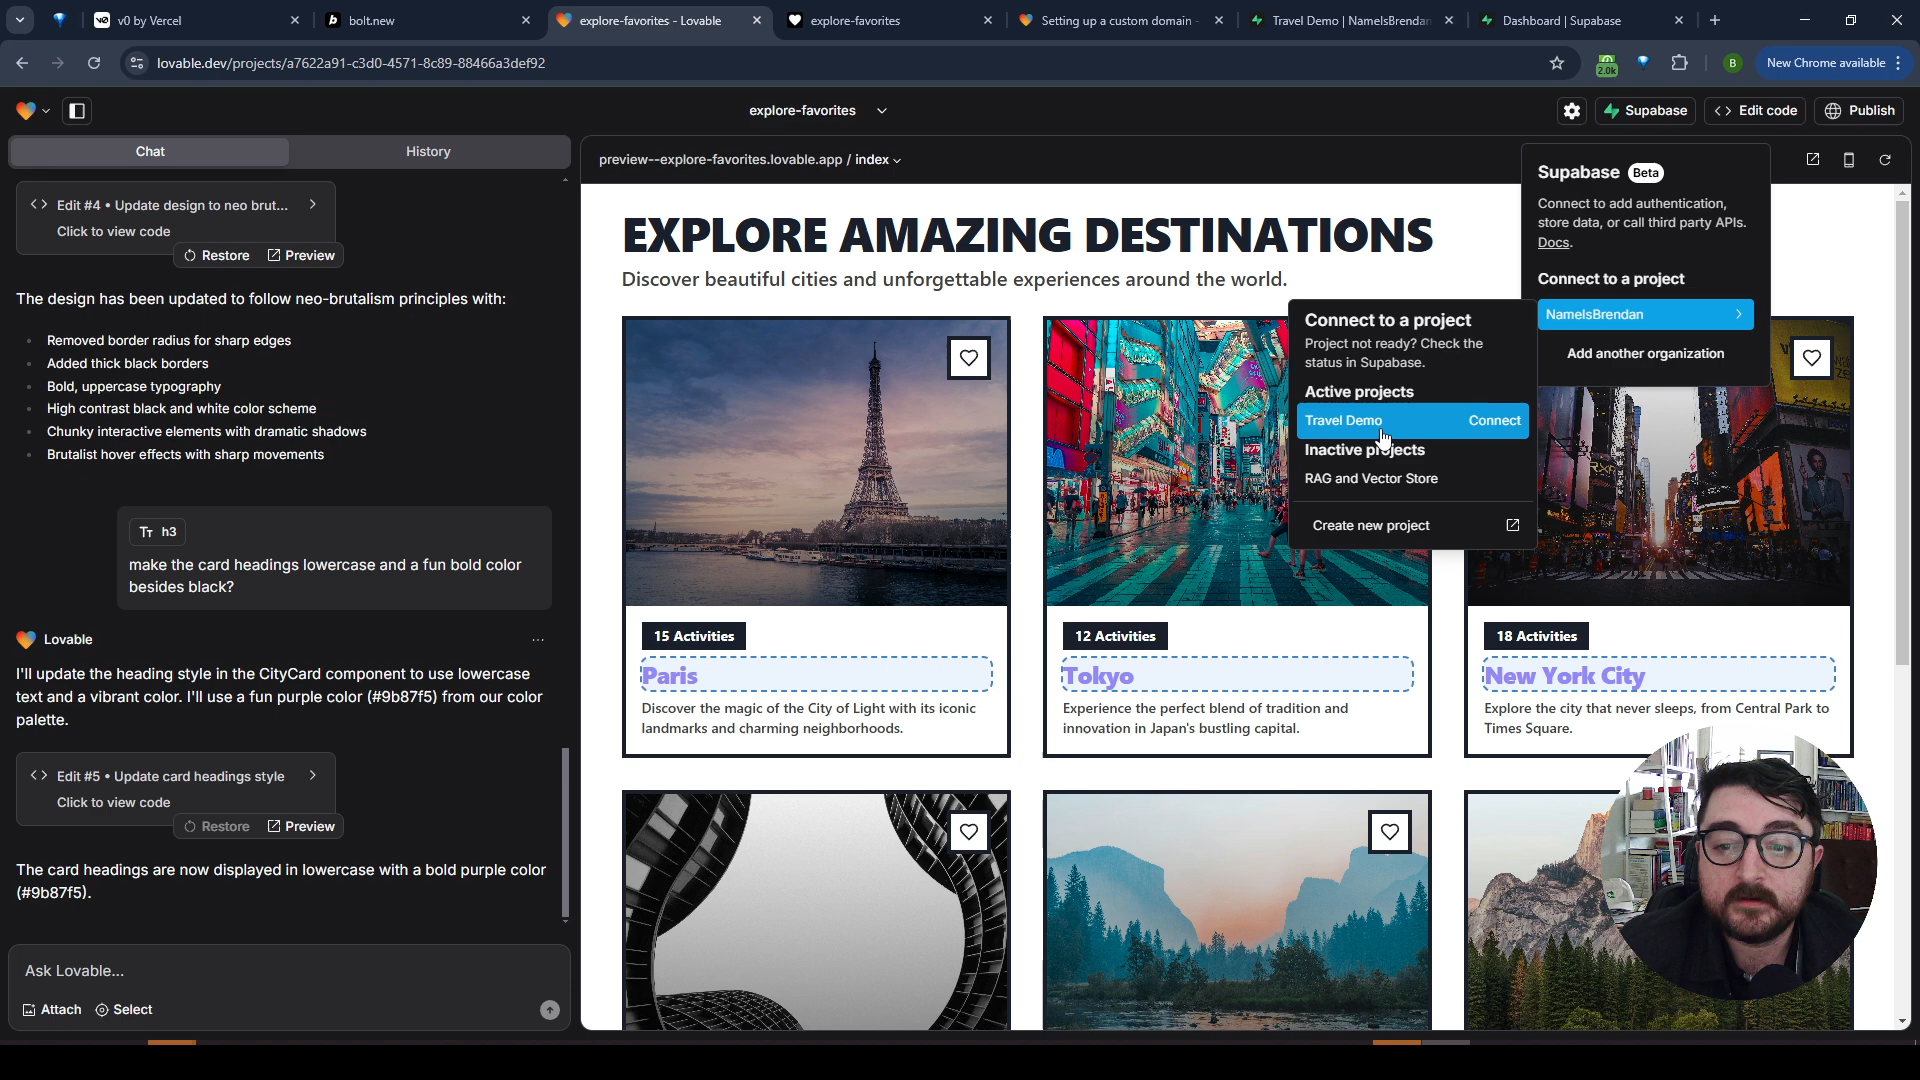 v0 by Vercel
bolt.new
explore-favorites - Lovable
explore-favorites
Setting up a custom domain -
Travel Demo | NameIsBrendan
Dashboard | Supabase
lovable.dev/projects/a7622a91-c3d0-4571-8c89-88466a3def92
2.0k
B
New Chrome available
explore-favorites
Supabase
Edit code
Publish
Chat
History
preview--explore-favorites.lovable.app / index
Edit #4 • Update design to neo brut...
Click to view code
Restore
Preview
The design has been updated to follow neo-brutalism principles with:
Removed border radius for sharp edges
Added thick black borders
Bold, uppercase typography
High contrast black and white color scheme
Chunky interactive elements with dramatic shadows
Brutalist hover effects with sharp movements
Tт h3
make the card headings lowercase and a fun bold color
besides black?
Lovable
I'll update the heading style in the CityCard component to use lowercase
text and a vibrant color. I'll use a fun purple color (#9b87f5) from our color
palette.
Edit #5 • Update card headings style
Click to view code
Restore
Preview
The card headings are now displayed in lowercase with a bold purple color
(#9b87f5).
Ask Lovable...
Attach
Select
EXPLORE AMAZING DESTINATIONS
Discover beautiful cities and unforgettable experiences around the world.
Supabase Beta
Connect to add authentication,
store data, or call third party APIs.
Docs.
Connect to a project
NameIsBrendan
Add another organization
Connect to a project
Project not ready? Check the
status in Supabase.
Active projects
Travel Demo
Connect
Inactive projects
RAG and Vector Store
Create new project
15 Activities
Paris
Discover the magic of the City of Light with its iconic
landmarks and charming neighborhoods.
12 Activities
Tokyo
Experience the perfect blend of tradition and
innovation in Japan's bustling capital.
18 Activities
New York City
Explore the city that never sleeps, from Central Park to
Times Square.